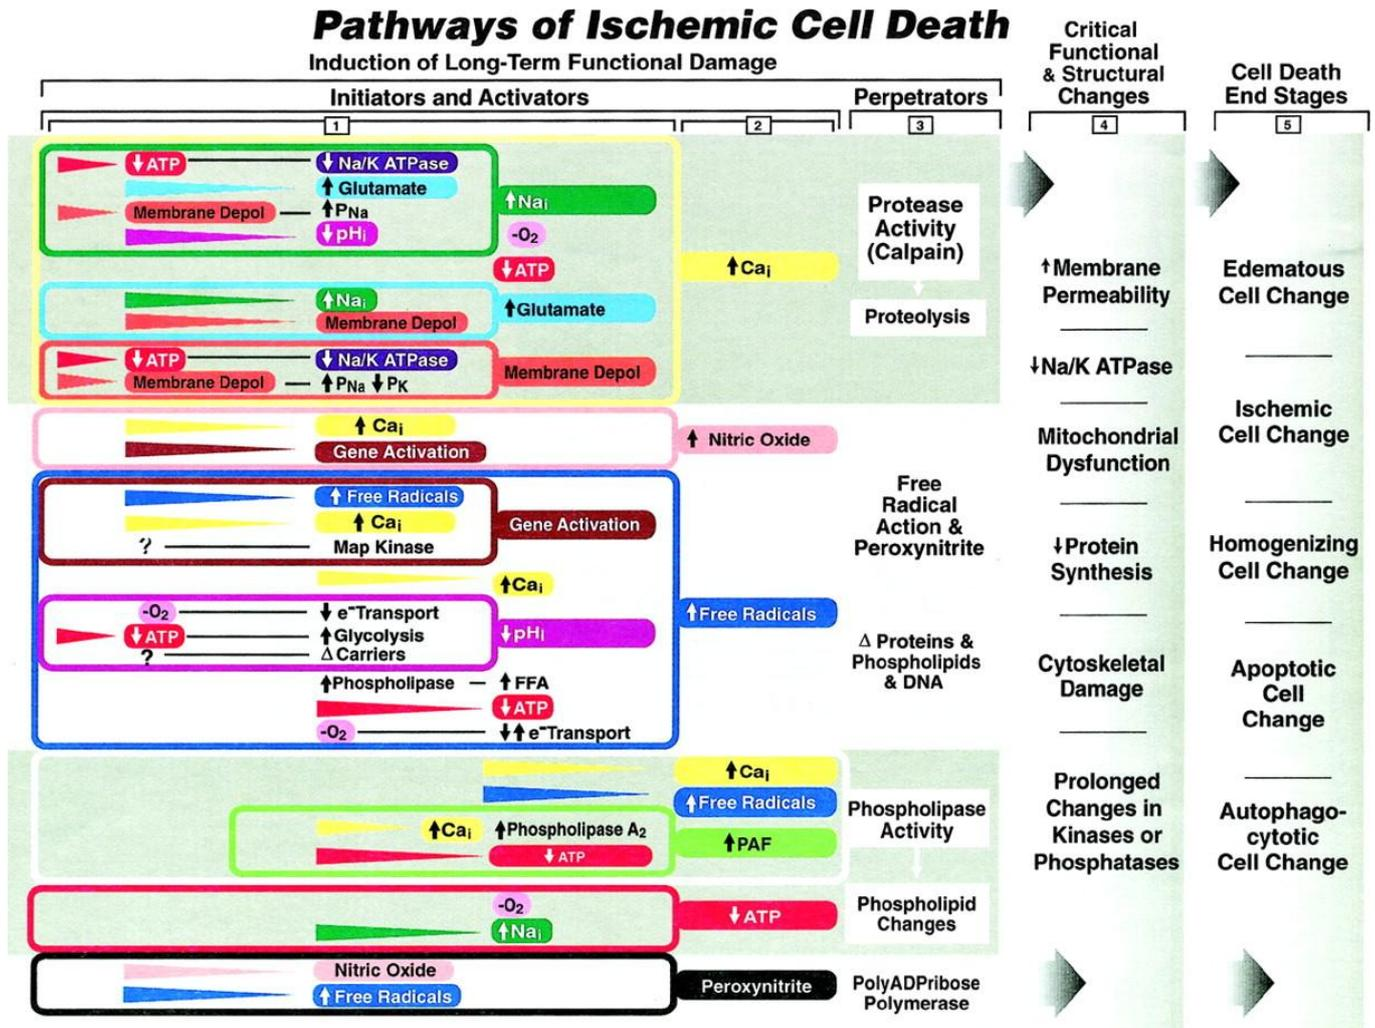 Pathways of Ischemic Cell Death
Induction of Long-Term Functional Damage
Initiators and Activators
Perpetrators
Critical
Functional
& Structural
Changes
Cell Death
End Stages
1
2
3
4
5
↓ATP
↓Na/K ATPase
↑Glutamate
Membrane Depol
↑PNa
↓pHi
↑Nai
-O2
↓ATP
↑Nai
Membrane Depol
↑Glutamate
↓ATP
↓Na/K ATPase
Membrane Depol
↑PNa ↓PK
Membrane Depol
↑Cai
Protease
Activity
(Calpain)
Proteolysis
↑Cai
Gene Activation
↑Nitric Oxide
↑Free Radicals
↑Cai
? Map Kinase
Gene Activation
↑Cai
-O2 ↓e⁻Transport
↓ATP ↑Glycolysis
? ΔCarriers
↓pHi
↑Phospholipase — ↑FFA
↓ATP
-O2 ↓↑e⁻Transport
↑Free Radicals
Free
Radical
Action &
Peroxynitrite
Δ Proteins &
Phospholipids
& DNA
↑Cai
↑Free Radicals
↑Cai ↑Phospholipase A2
↓ATP
↑PAF
Phospholipase
Activity
-O2
↑Nai
↓ATP
Phospholipid
Changes
Nitric Oxide
↑Free Radicals
Peroxynitrite
PolyADPribose
Polymerase
↑Membrane
Permeability
↓Na/K ATPase
Mitochondrial
Dysfunction
↓Protein
Synthesis
Cytoskeletal
Damage
Prolonged
Changes in
Kinases or
Phosphatases
Edematous
Cell Change
Ischemic
Cell Change
Homogenizing
Cell Change
Apoptotic
Cell
Change
Autophago-
cytotic
Cell Change